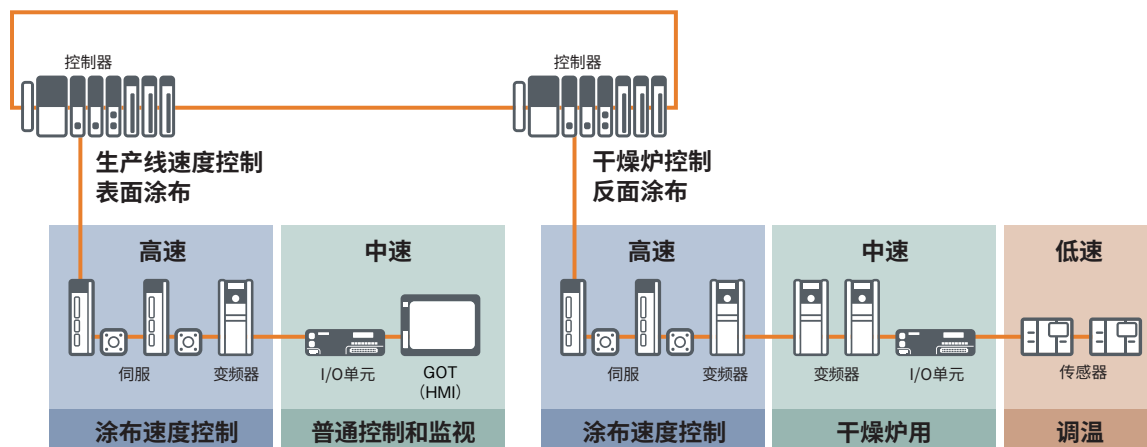 控制器
控制器
生产线速度控制
表面涂布
干燥炉控制
反面涂布
高速
中速
高速
中速
低速
伺服
变频器
I/O单元
GOT
（HMI）
伺服
变频器
变频器
I/O单元
传感器
涂布速度控制
普通控制和监视
涂布速度控制
干燥炉用
调温